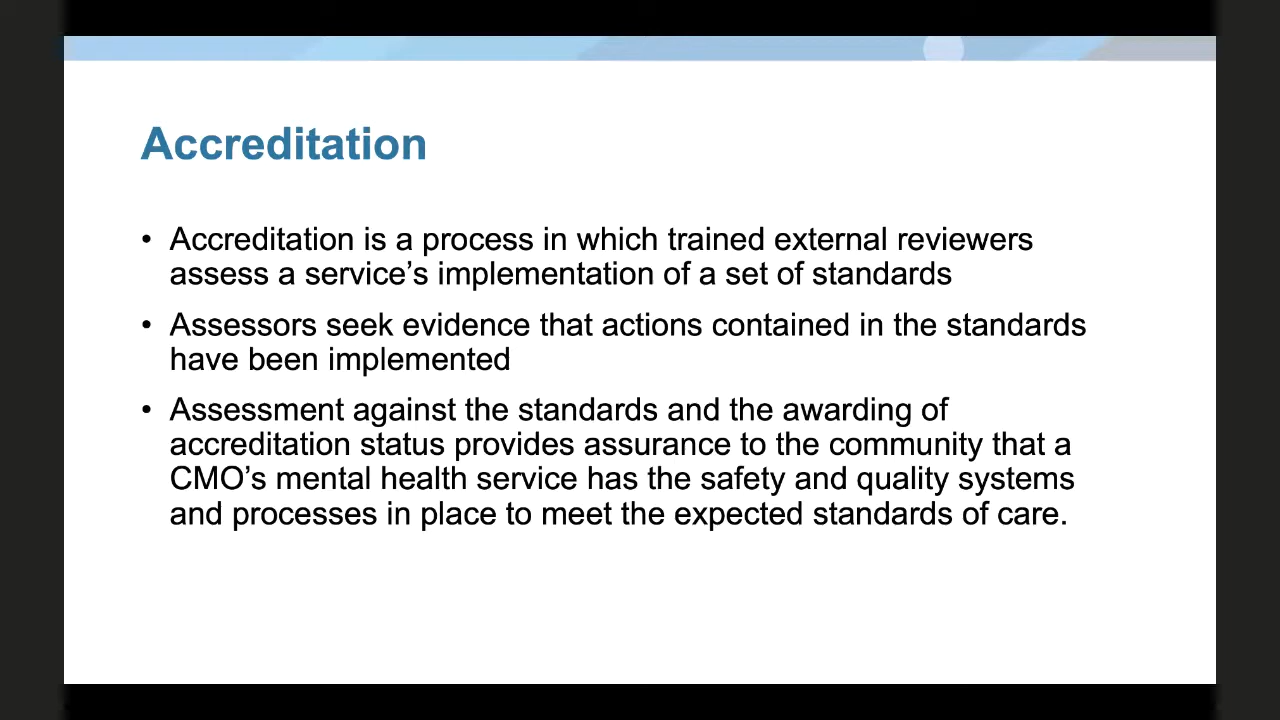 Accreditation
• Accreditation is a process in which trained external reviewers
assess a service’s implementation of a set of standards
• Assessors seek evidence that actions contained in the standards
have been implemented
• Assessment against the standards and the awarding of
accreditation status provides assurance to the community that a
CMO’s mental health service has the safety and quality systems
and processes in place to meet the expected standards of care.